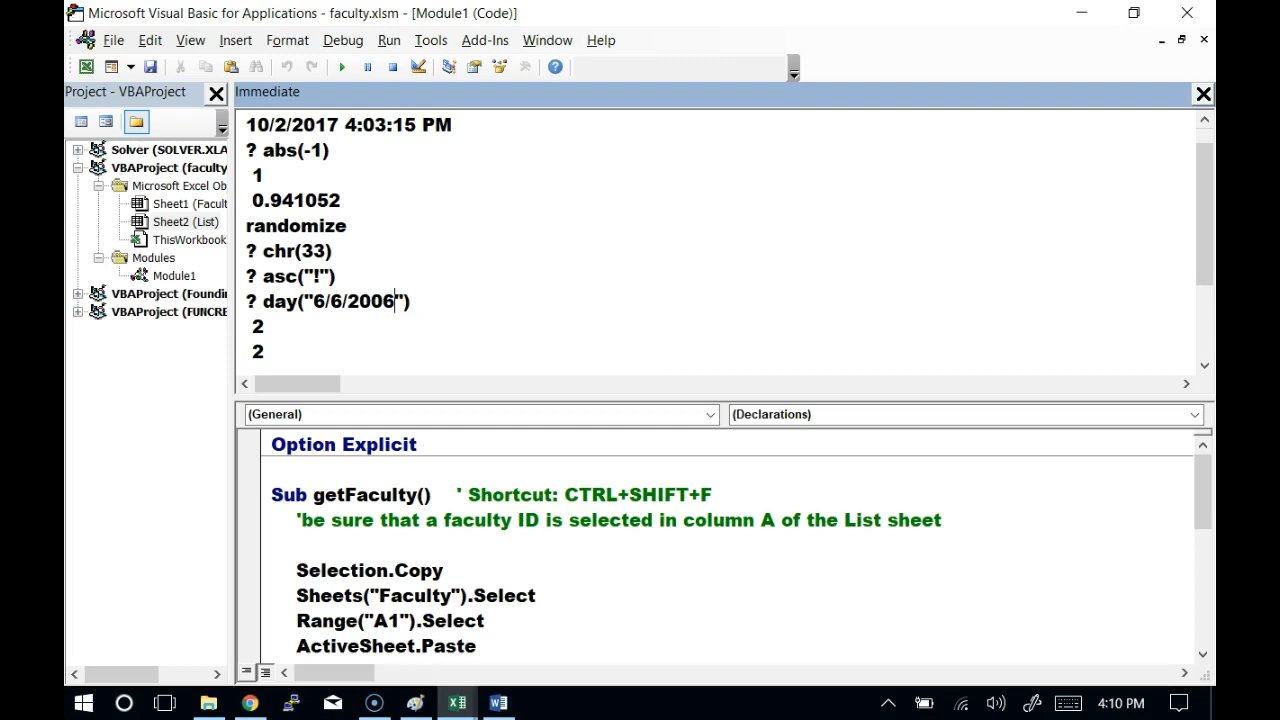 Microsoft Visual Basic for Applications - faculty.xlsm - [Module1 (Code)]
File Edit View Insert Format Debug Run Tools Add-Ins Window Help
Project - VBAProject
Immediate
Solver (SOLVER.XLA
VBAProject (faculty
Microsoft Excel Ob
Sheet1 (Facult
Sheet2 (List)
ThisWorkbook
Modules
Module1
VBAProject (Foundin
VBAProject (FUNCRE
10/2/2017 4:03:15 PM
? abs(-1)
1
0.941052
randomize
? chr(33)
? asc("!")
? day("6/6/2006")
2
2
(General)
(Declarations)
Option Explicit
Sub getFaculty() ' Shortcut: CTRL+SHIFT+F
'be sure that a faculty ID is selected in column A of the List sheet
Selection.Copy
Sheets("Faculty").Select
Range("A1").Select
ActiveSheet.Paste
4:10 PM